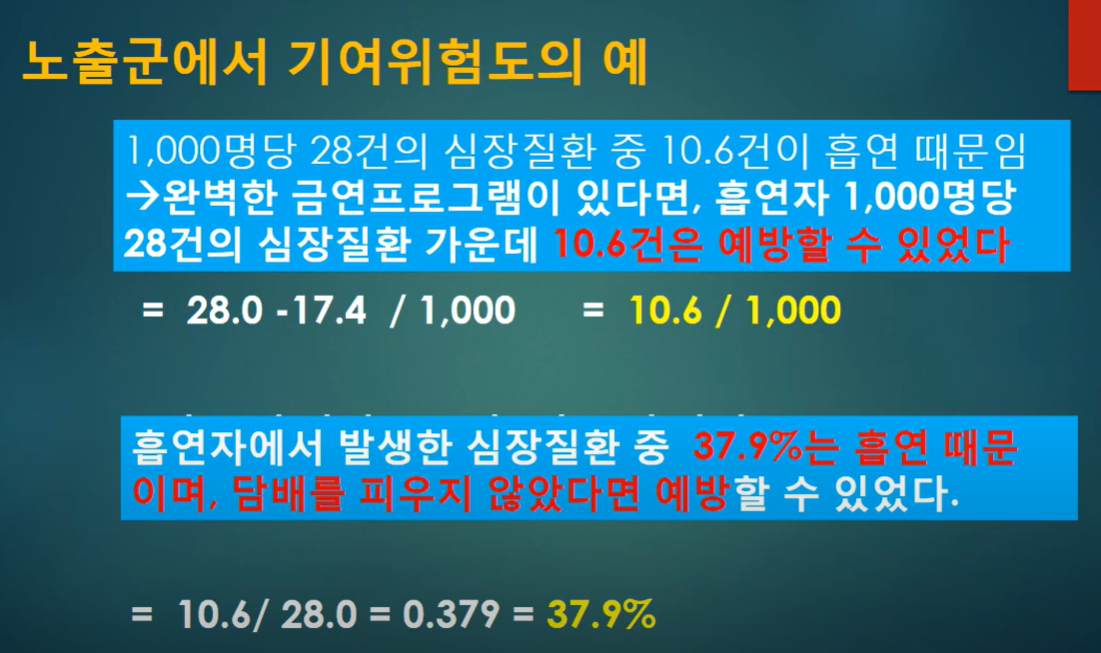 노출군에서 기여위험도의 예
1,000명당 28건의 심장질환 중 10.6건이 흡연 때문임
→완벽한 금연프로그램이 있다면, 흡연자 1,000명당
28건의 심장질환 가운데 10.6건은 예방할 수 있었다
= 28.0 -17.4 / 1,000 = 10.6 / 1,000
흡연자에서 발생한 심장질환 중 37.9%는 흡연 때문
이며, 담배를 피우지 않았다면 예방할 수 있었다.
= 10.6/ 28.0 = 0.379 = 37.9%